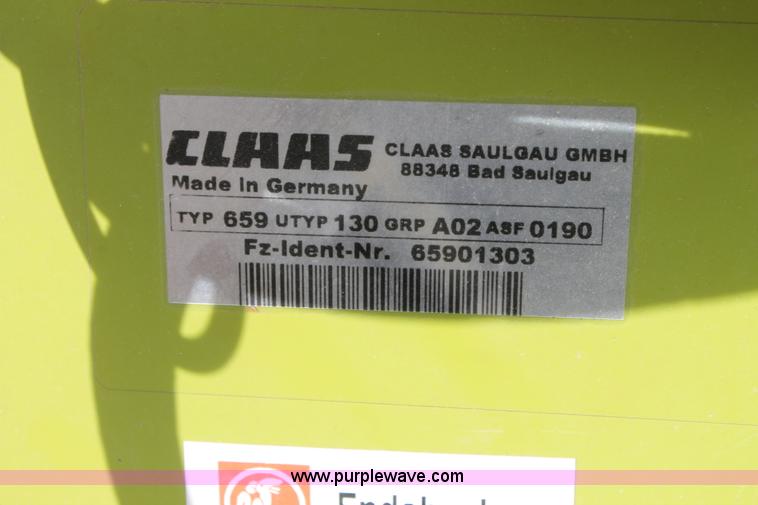 CLAAS CLAAS SAULGAU GMBH
88348 Bad Saulgau
Made in Germany
TYP 659 UTYP 130 GRP A02 ASF 0190
Fz-Ident-Nr. 65901303
www.purplewave.com